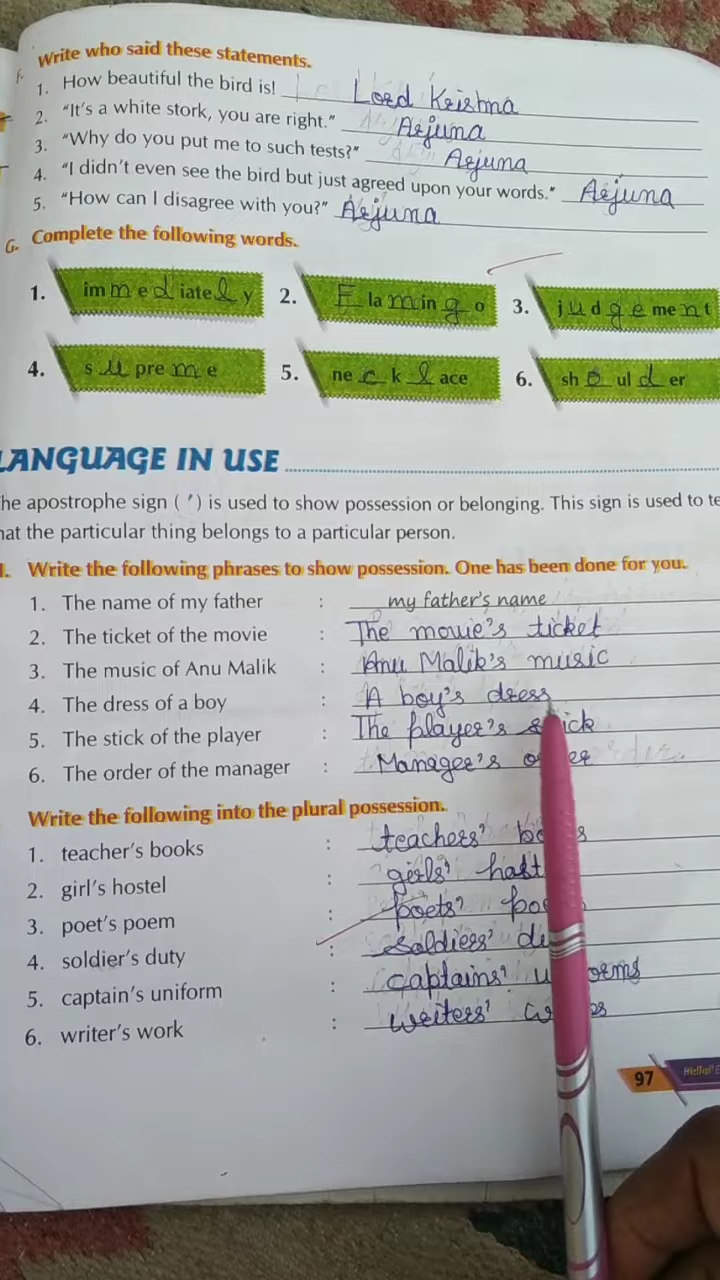 F. Write who said these statements.
1. How beautiful the bird is! Lord Krishna
2. "It's a white stork, you are right." Arjuna
3. "Why do you put me to such tests?" Arjuna
4. "I didn't even see the bird but just agreed upon your words." Arjuna
5. "How can I disagree with you?" Arjuna
G. Complete the following words.
1. immediately 2. Flamingo 3. judgement
4. supreme 5. necklace 6. shoulder
LANGUAGE IN USE
he apostrophe sign (') is used to show possession or belonging. This sign is used to te
hat the particular thing belongs to a particular person.
. Write the following phrases to show possession. One has been done for you.
1. The name of my father : my father's name
2. The ticket of the movie : The movie's ticket
3. The music of Anu Malik : Anu Malik's music
4. The dress of a boy : A boy's dress
5. The stick of the player : The player's stick
6. The order of the manager : Manager's
Write the following into the plural possession.
1. teacher's books : teachers'
2. girl's hostel : girls'
3. poet's poem : poets'
4. soldier's duty : soldiers'
5. captain's uniform : captains'
6. writer's work : writers'
97